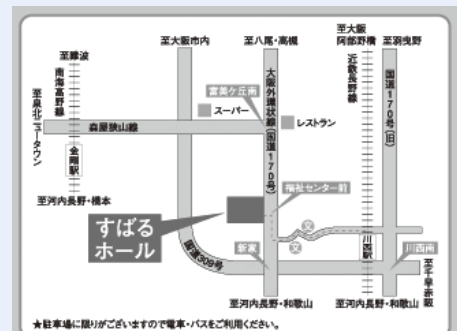 至難波
至大阪市内
至八尾・高槻
至大阪
阿部野橋
至羽曳野
南海高野線
近鉄長野線
国道170号(旧)
大阪外環状線(国道170号)
富美ケ丘南
スーパー
レストラン
至泉北ニュータウン
森屋狭山線
金剛駅
至河内長野・橋本
福祉センター前
すばる
ホール
文
文
新家
国道309号
川西駅
川西南
至千早赤阪
至河内長野・和歌山
至河内長野・和歌山
★駐車場に限りがございますので電車・バスをご利用ください。